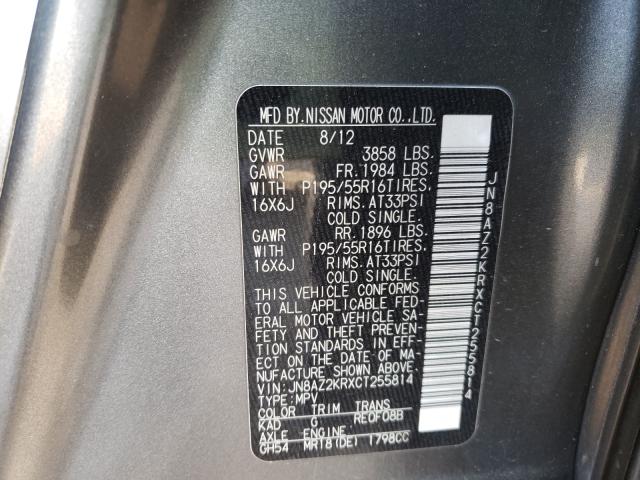 MFD BY.NISSAN MOTOR CO.,LTD.
DATE 8/12
GVWR 3858 LBS.
GAWR FR.1984 LBS.
WITH P195/55R16TIRES.
16X6J RIMS.AT33PSI
COLD SINGLE.
GAWR RR.1896 LBS.
WITH P195/55R16TIRES.
16X6J RIMS.AT33PSI
COLD SINGLE.
THIS VEHICLE CONFORMS
TO ALL APPLICABLE FED-
ERAL MOTOR VEHICLE SA-
FETY AND THEFT PREVEN-
TION STANDARDS IN EFF-
ECT ON THE DATE OF MA-
NUFACTURE SHOWN ABOVE.
VIN:JN8AZ2KRXCT255814
TYPE:MPV
COLOR TRIM TRANS
KAD G RE0F08B
AXLE ENGINE
GH54 MR18(DE) 1798CC
JN8AZ2KRXCT255814